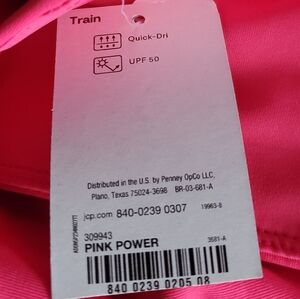 Train
Quick-Dri
UPF 50
Distributed in the U.S. by Penney OpCo LLC,
Plano, Texas 75024-3698 BR-03-681-A
jcp.com 840-0239 0307 19963-8
309943
PINK POWER 3581-A
840 0239 0205 08